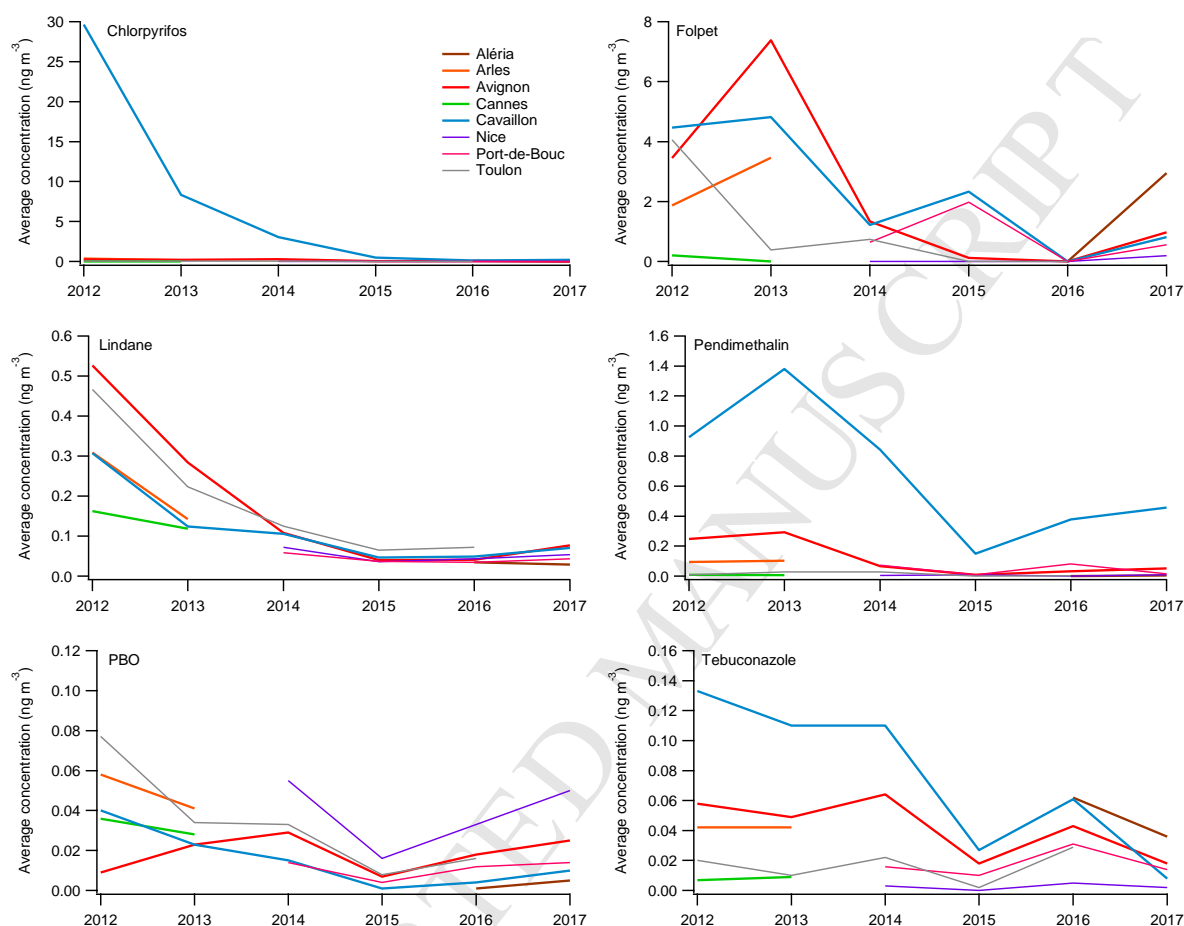 Chlorpyrifos
Average concentration (ng m⁻³)
30
25
20
15
10
5
0
2012 2013 2014 2015 2016 2017
Aléria
Arles
Avignon
Cannes
Cavaillon
Nice
Port-de-Bouc
Toulon
Folpet
Average concentration (ng m⁻³)
8
6
4
2
0
2012 2013 2014 2015 2016 2017
Lindane
Average concentration (ng m⁻³)
0.6
0.5
0.4
0.3
0.2
0.1
0.0
2012 2013 2014 2015 2016 2017
Pendimethalin
Average concentration (ng m⁻³)
1.6
1.4
1.2
1.0
0.8
0.6
0.4
0.2
0.0
2012 2013 2014 2015 2016 2017
PBO
Average concentration (ng m⁻³)
0.12
0.10
0.08
0.06
0.04
0.02
0.00
2012 2013 2014 2015 2016 2017
Tebuconazole
Average concentration (ng m⁻³)
0.16
0.14
0.12
0.10
0.08
0.06
0.04
0.02
0.00
2012 2013 2014 2015 2016 2017
TED MANUSCRIPT